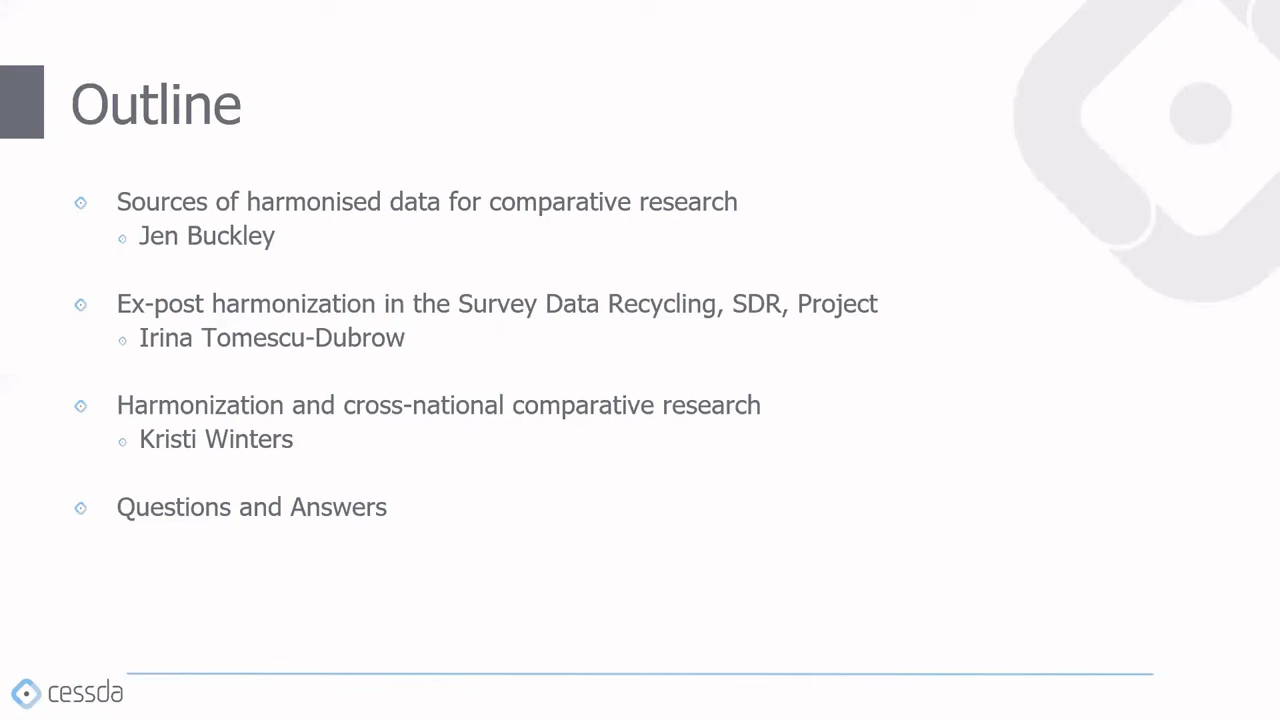 Outline
Sources of harmonised data for comparative research
Jen Buckley
Ex-post harmonization in the Survey Data Recycling, SDR, Project
Irina Tomescu-Dubrow
Harmonization and cross-national comparative research
Kristi Winters
Questions and Answers
cessda